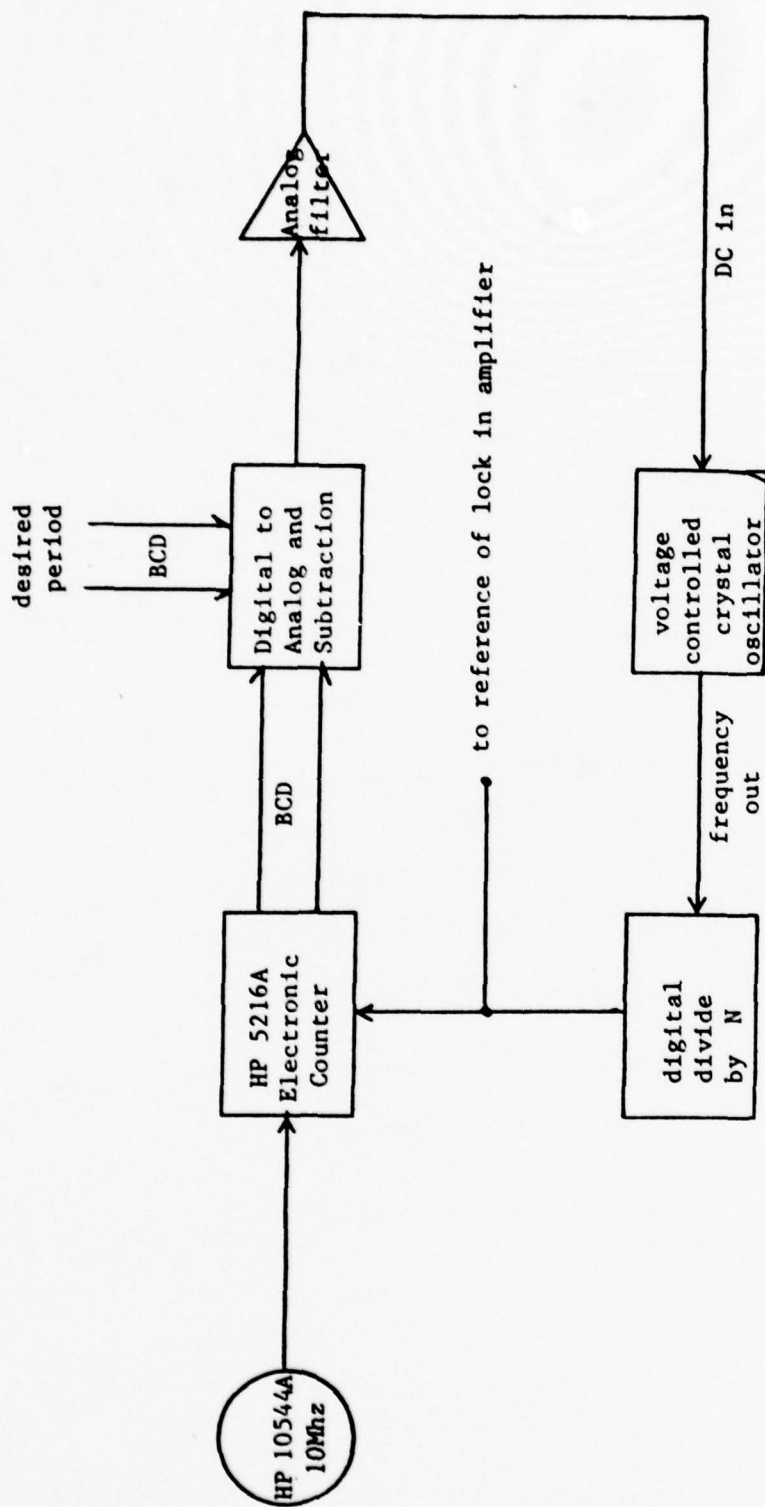 HP 10544A
10Mhz
HP 5216A
Electronic
Counter
BCD
desired
period
BCD
Digital to
Analog and
Subtraction
Analog
filter
to reference of lock in amplifier
DC in
voltage
controlled
crystal
oscillator
frequency
out
digital
divide
by N